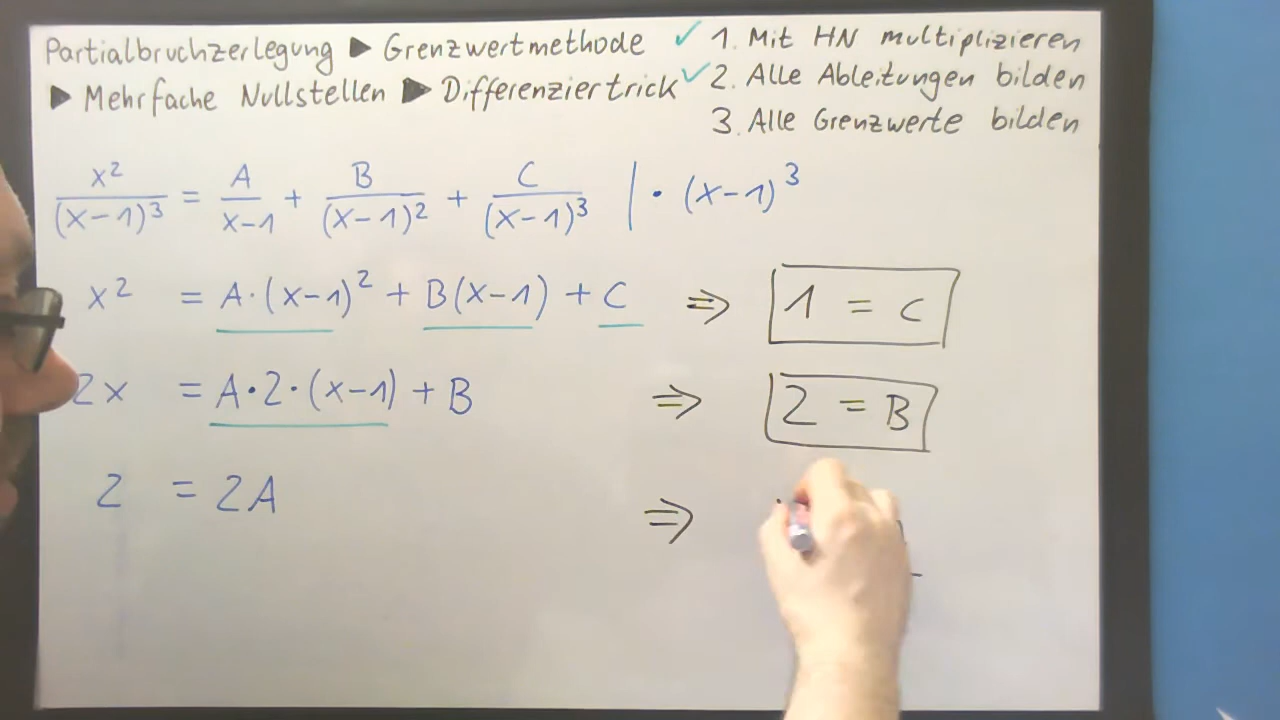 Partialbruchzerlegung ▶ Grenzwertmethode
▶ Mehrfache Nullstellen ▶ Differenziertrick
✓ 1. Mit HN multiplizieren
✓ 2. Alle Ableitungen bilden
3. Alle Grenzwerte bilden
x²/(x-1)³ = A/(x-1) + B/(x-1)² + C/(x-1)³ | · (x-1)³
x² = A·(x-1)² + B(x-1) + C ⇒ 1 = C
2x = A·2·(x-1) + B ⇒ 2 = B
2 = 2A ⇒